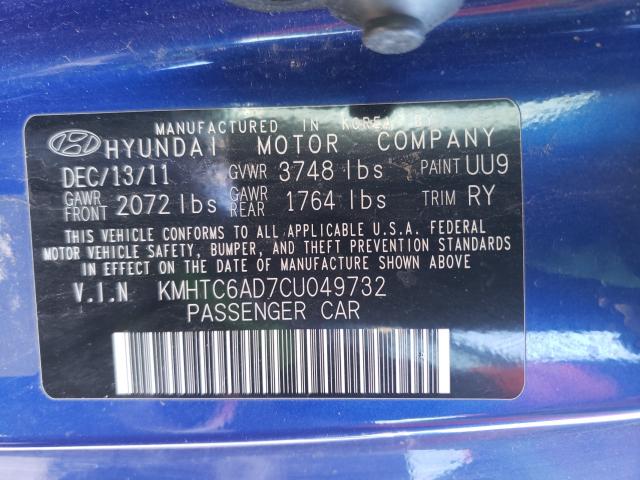 MANUFACTURED IN KOREA BY
HYUNDAI MOTOR COMPANY
DEC/13/11 GVWR 3748 lbs PAINT UU9
GAWR FRONT 2072 lbs GAWR REAR 1764 lbs TRIM RY
THIS VEHICLE CONFORMS TO ALL APPLICABLE U.S.A. FEDERAL
MOTOR VEHICLE SAFETY, BUMPER, AND THEFT PREVENTION STANDARDS
IN EFFECT ON THE DATE OF MANUFACTURE SHOWN ABOVE.
V.I.N KMHTC6AD7CU049732
PASSENGER CAR